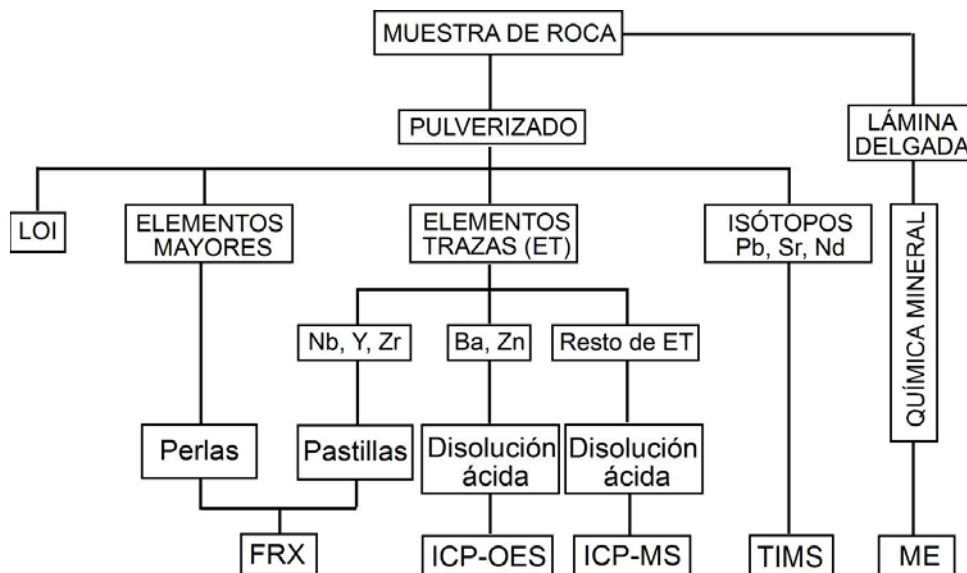 MUESTRA DE ROCA
PULVERIZADO
LÁMINA
DELGADA
LOI
ELEMENTOS
MAYORES
ELEMENTOS
TRAZAS (ET)
ISÓTOPOS
Pb, Sr, Nd
QUÍMICA MINERAL
Nb, Y, Zr
Ba, Zn
Resto de ET
Perlas
Pastillas
Disolución
ácida
Disolución
ácida
FRX
ICP-OES
ICP-MS
TIMS
ME